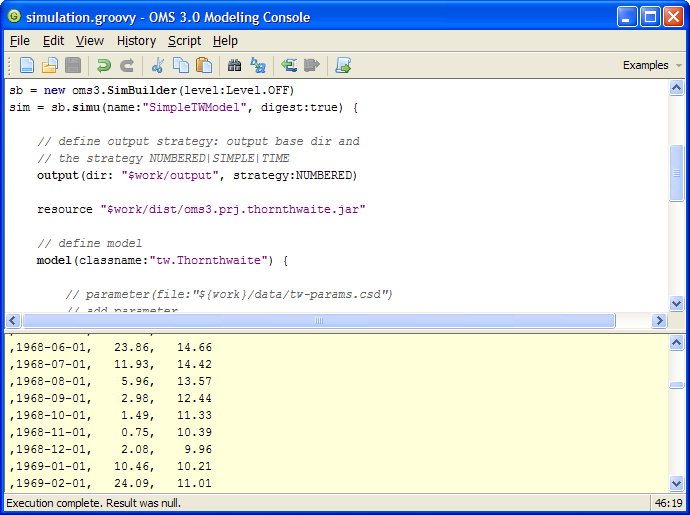 simulation.groovy - OMS 3.0 Modeling Console
File Edit View History Script Help
Examples
sb = new oms3.SimBuilder(level:Level.OFF)
sim = sb.simu(name:"SimpleTWModel", digest:true) {
// define output strategy: output base dir and
// the strategy NUMBERED|SIMPLE|TIME
output(dir: "$work/output", strategy:NUMBERED)
resource "$work/dist/oms3.prj.thornthwaite.jar"
// define model
model(classname:"tw.Thornthwaite") {
// parameter(file:"${work}/data/tw-params.csd")
// add parameter
,1968-06-01, 23.86, 14.66
,1968-07-01, 11.93, 14.42
,1968-08-01, 5.96, 13.57
,1968-09-01, 2.98, 12.44
,1968-10-01, 1.49, 11.33
,1968-11-01, 0.75, 10.39
,1968-12-01, 2.08, 9.96
,1969-01-01, 10.46, 10.21
,1969-02-01, 24.09, 11.01
Execution complete. Result was null.
46:19